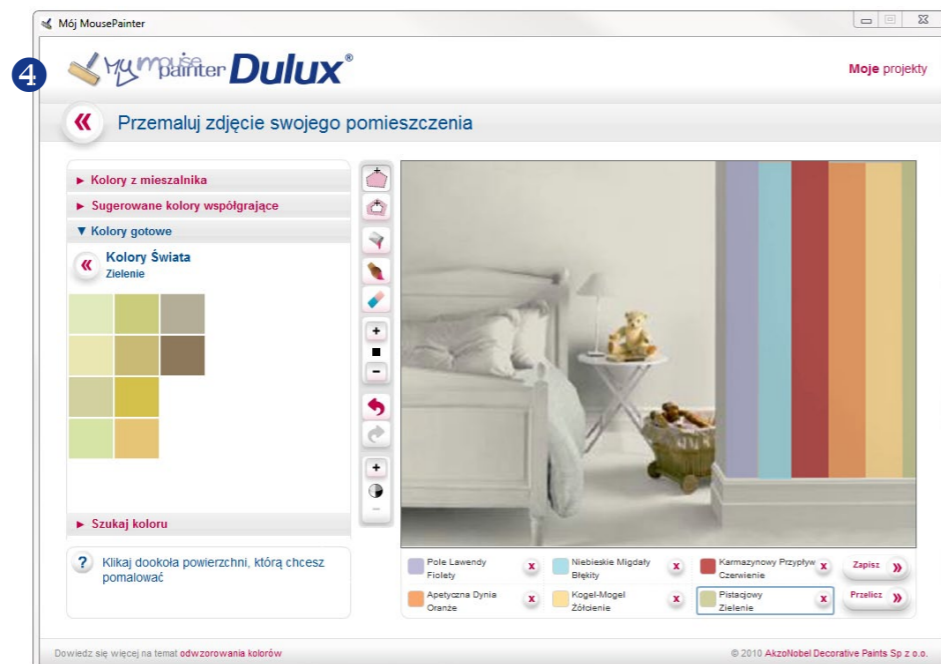 Mój MousePainter
4
My mouse painter Dulux®
Moje projekty
Przemaluj zdjęcie swojego pomieszczenia
Kolory z mieszalnika
Sugerowane kolory współgrające
Kolory gotowe
Kolory Świata
Zielenie
Szukaj koloru
? Klikaj dookoła powierzchni, którą chcesz
pomalować
Pole Lawendy
Fiolety
x
Niebieskie Migdały
Błękity
x
Karmazynowy Przypływ
Czerwienie
x
Zapisz »
Apetyczna Dynia
Oranże
x
Kogel-Mogel
Żółcienie
x
Pistacjowy
Zielenie
x
Przelicz »
Dowiedz się więcej na temat odwzorowania kolorów
© 2010 AkzoNobel Decorative Paints Sp z o.o.